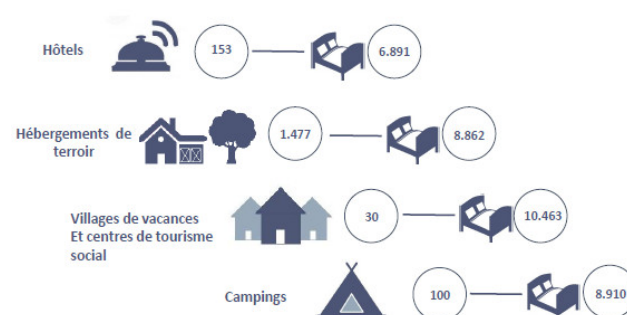 Hôtels 153 6.891
Hébergements de
terroir 1.477 8.862
Villages de vacances
Et centres de tourisme
social 30 10.463
Campings 100 8.910